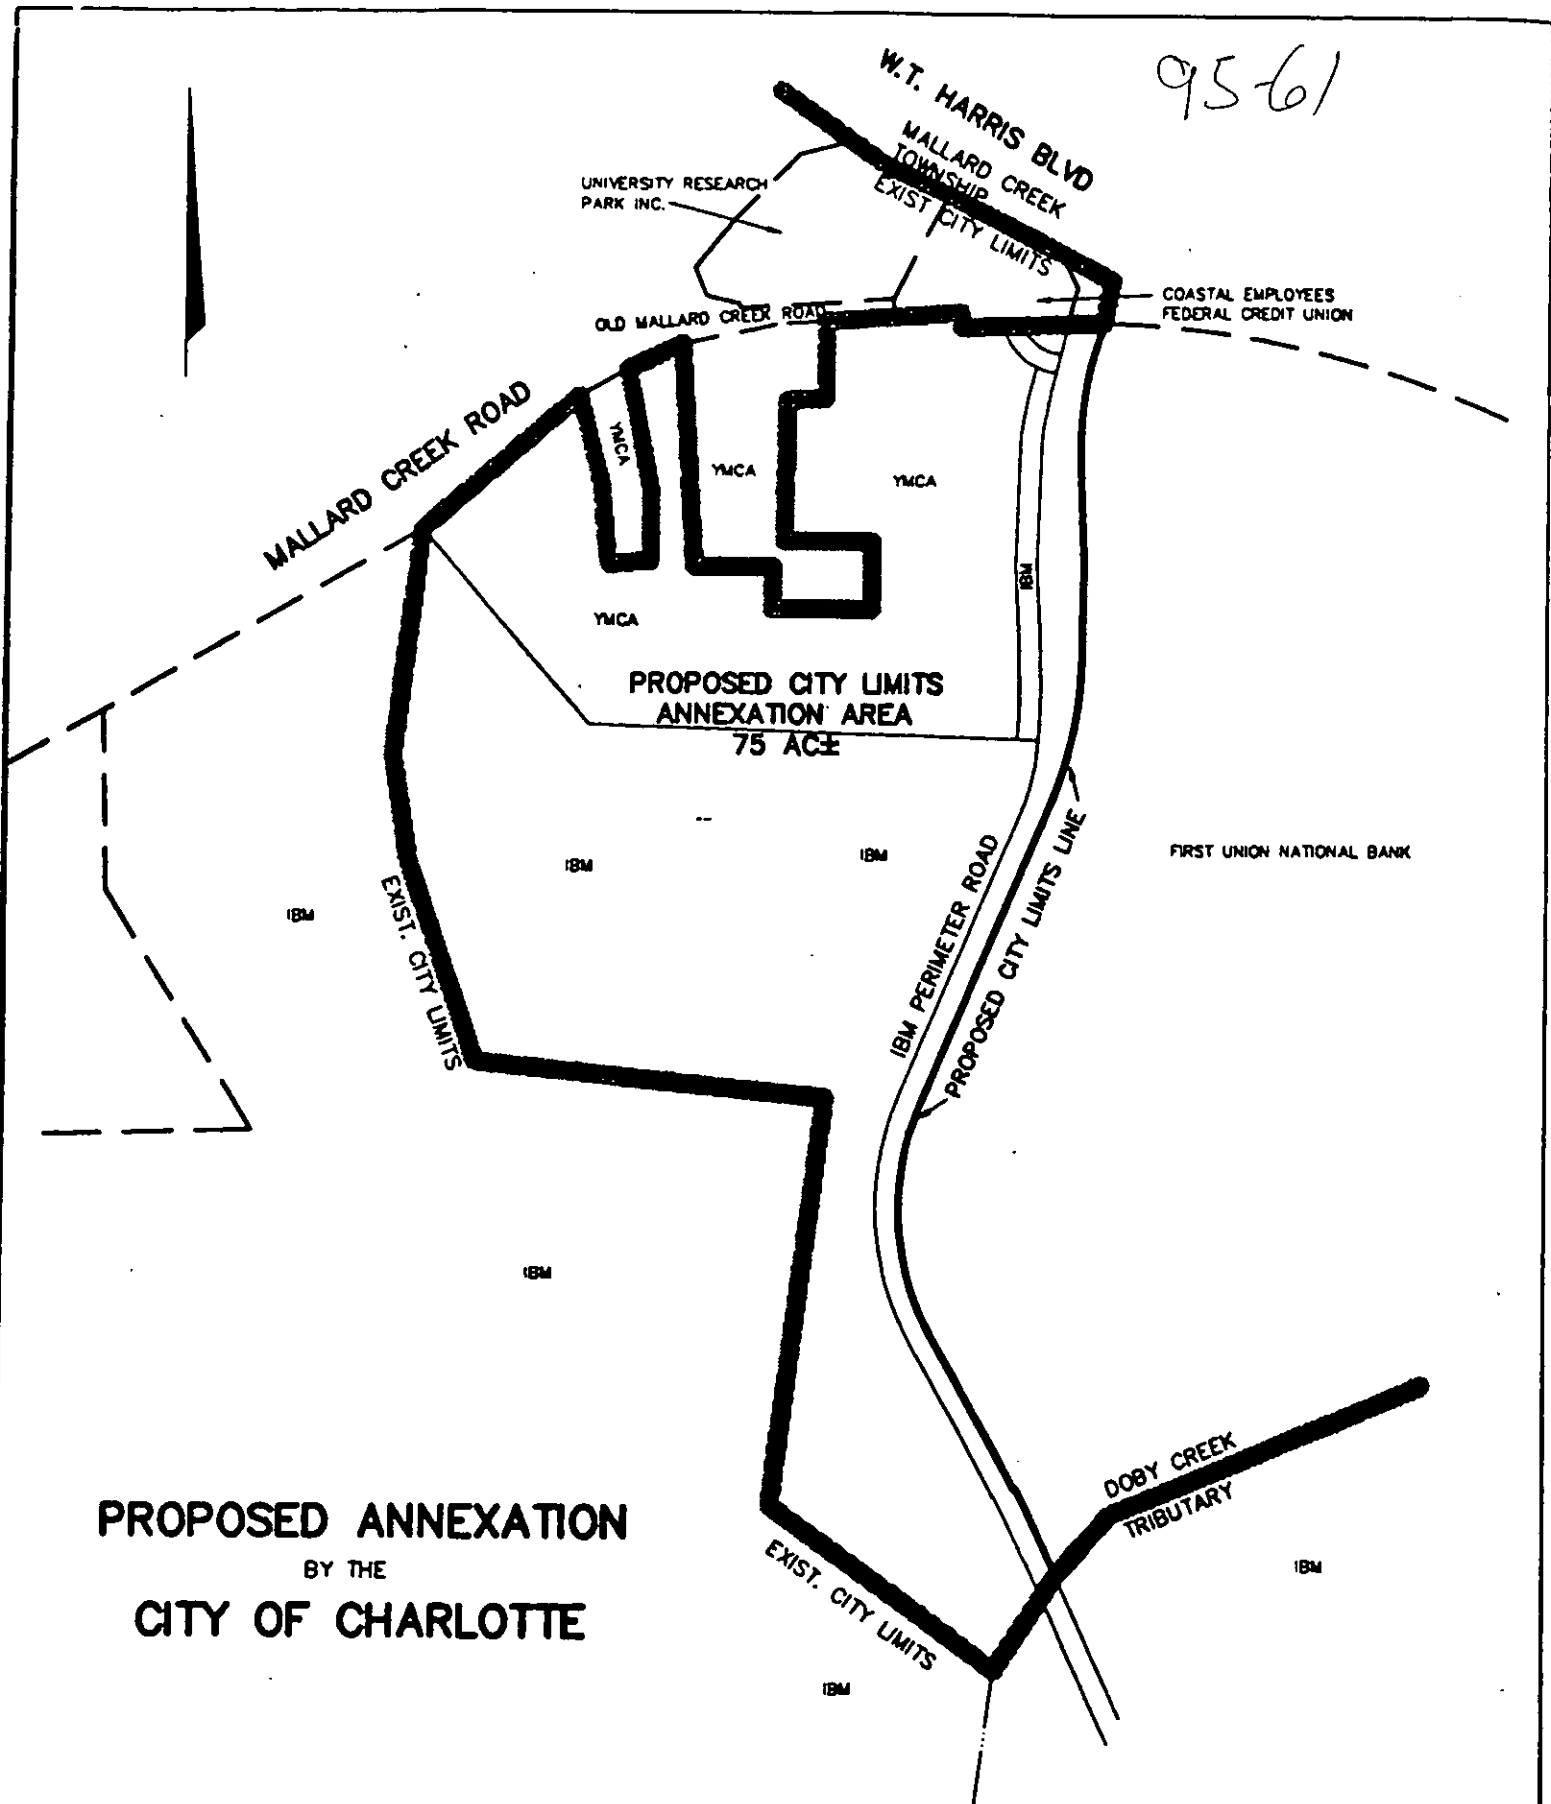 95-61
W.T. HARRIS BLVD
MALLARD CREEK
TOWNSHIP
EXIST CITY LIMITS
UNIVERSITY RESEARCH
PARK INC.
COASTAL EMPLOYEES
FEDERAL CREDIT UNION
OLD MALLARD CREEK ROAD
MALLARD CREEK ROAD
YMCA
YMCA
YMCA
IBM
YMCA
PROPOSED CITY LIMITS
ANNEXATION AREA
75 AC±
IBM PERIMETER ROAD
PROPOSED CITY LIMITS LINE
FIRST UNION NATIONAL BANK
IBM
IBM
IBM
EXIST. CITY LIMITS
IBM
DOBY CREEK
TRIBUTARY
EXIST. CITY LIMITS
IBM
IBM
PROPOSED ANNEXATION
BY THE
CITY OF CHARLOTTE